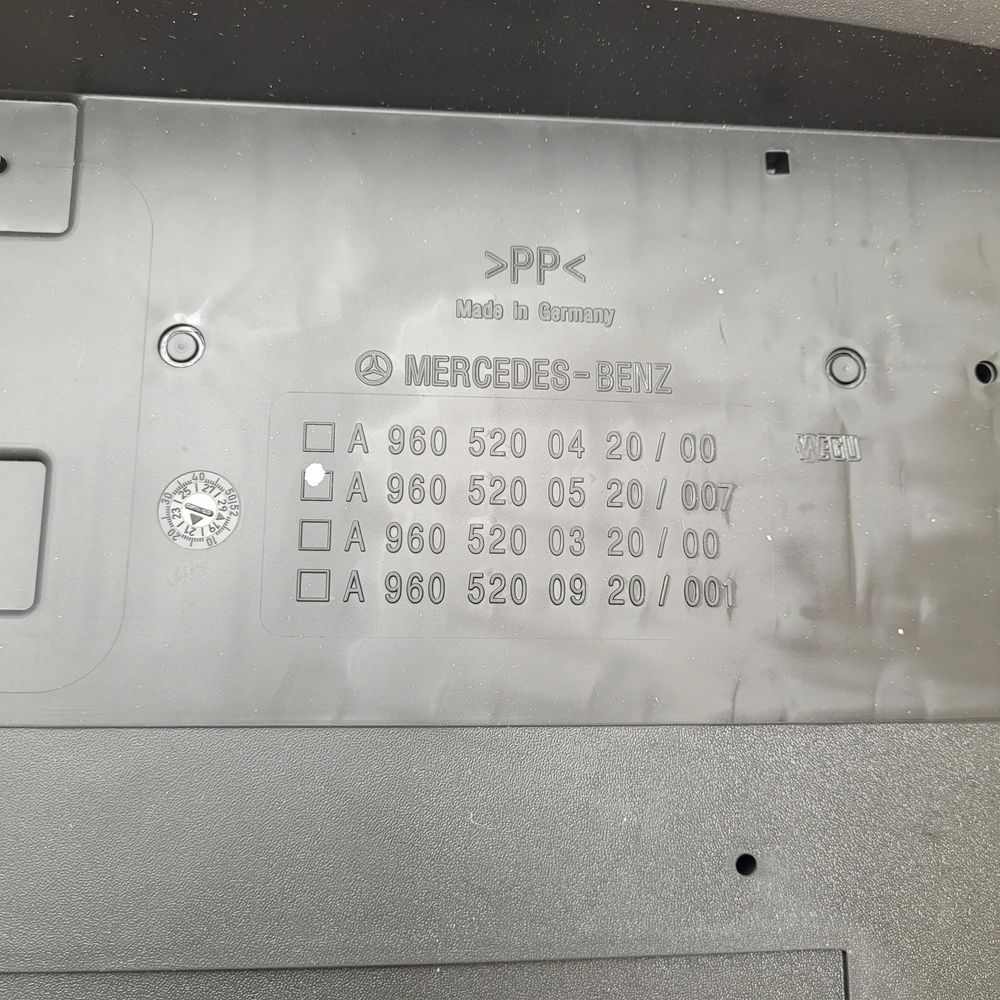 >PP<
Made in Germany
MERCEDES-BENZ
A 960 520 04 20 / 00
A 960 520 05 20 / 007
A 960 520 03 20 / 00
A 960 520 09 20 / 001